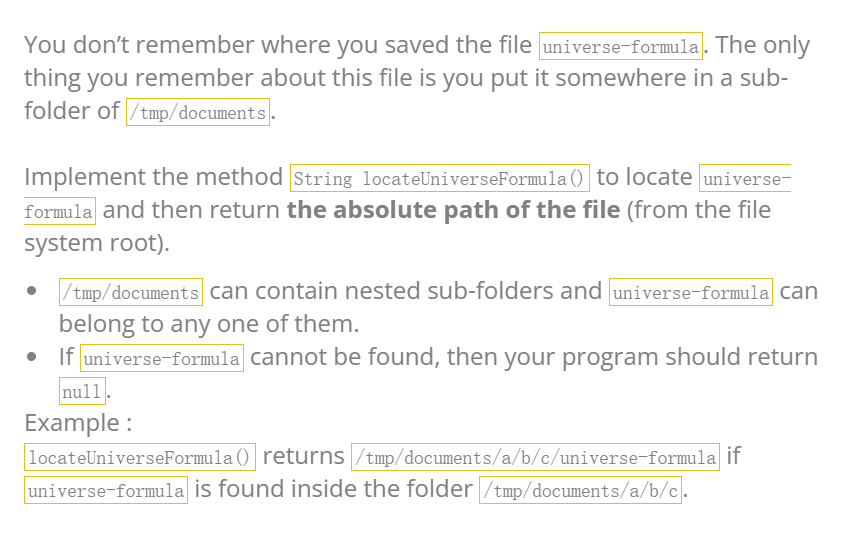 You don’t remember where you saved the file universe-formula. The only
thing you remember about this file is you put it somewhere in a sub-
folder of /tmp/documents.
Implement the method String locateUniverseFormula() to locate universe-
formula and then return the absolute path of the file (from the file
system root).
• /tmp/documents can contain nested sub-folders and universe-formula can
belong to any one of them.
• If universe-formula cannot be found, then your program should return
null.
Example :
locateUniverseFormula() returns /tmp/documents/a/b/c/universe-formula if
universe-formula is found inside the folder /tmp/documents/a/b/c.